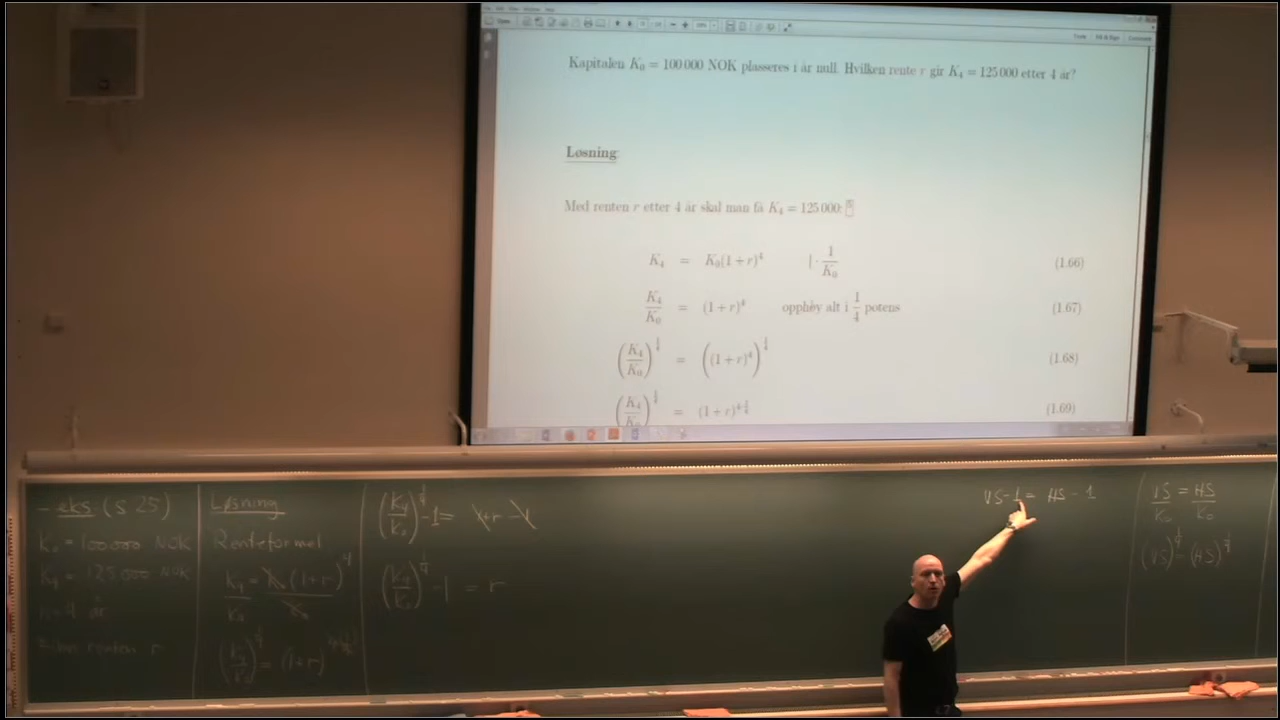 Kapitalen K₀ = 100 000 NOK plasseres i år null. Hvilken rente r gir K₄ = 125 000 etter 4 år?
Løsning:
Med renten r etter 4 år skal man få K₄ = 125 000:
K₄ = K₀(1 + r)⁴ | · 1/K₀ (1.66)
K₄/K₀ = (1 + r)⁴ opphøy alt i 1/4 potens (1.67)
(K₄/K₀)^(1/4) = ((1 + r)⁴)^(1/4) (1.68)
(K₄/K₀)^(1/4) = (1 + r)^(4·1/4) (1.69)
- eks (s 25)
K₀ = 100 000 NOK
K₄ = 125 000 NOK
n = 4 år
Finn renten r
Løsning
Renteformel
K₄/K₀ = K₀(1+r)⁴/K₀
(K₄/K₀)^(1/4) = (1+r)^(4·1/4)
(K₄/K₀)^(1/4) - 1 = 1+r-1
(K₄/K₀)^(1/4) - 1 = r
VS - 1 = HS - 1
VS/K₀ = HS/K₀
(VS)^(1/4) = (HS)^(1/4)